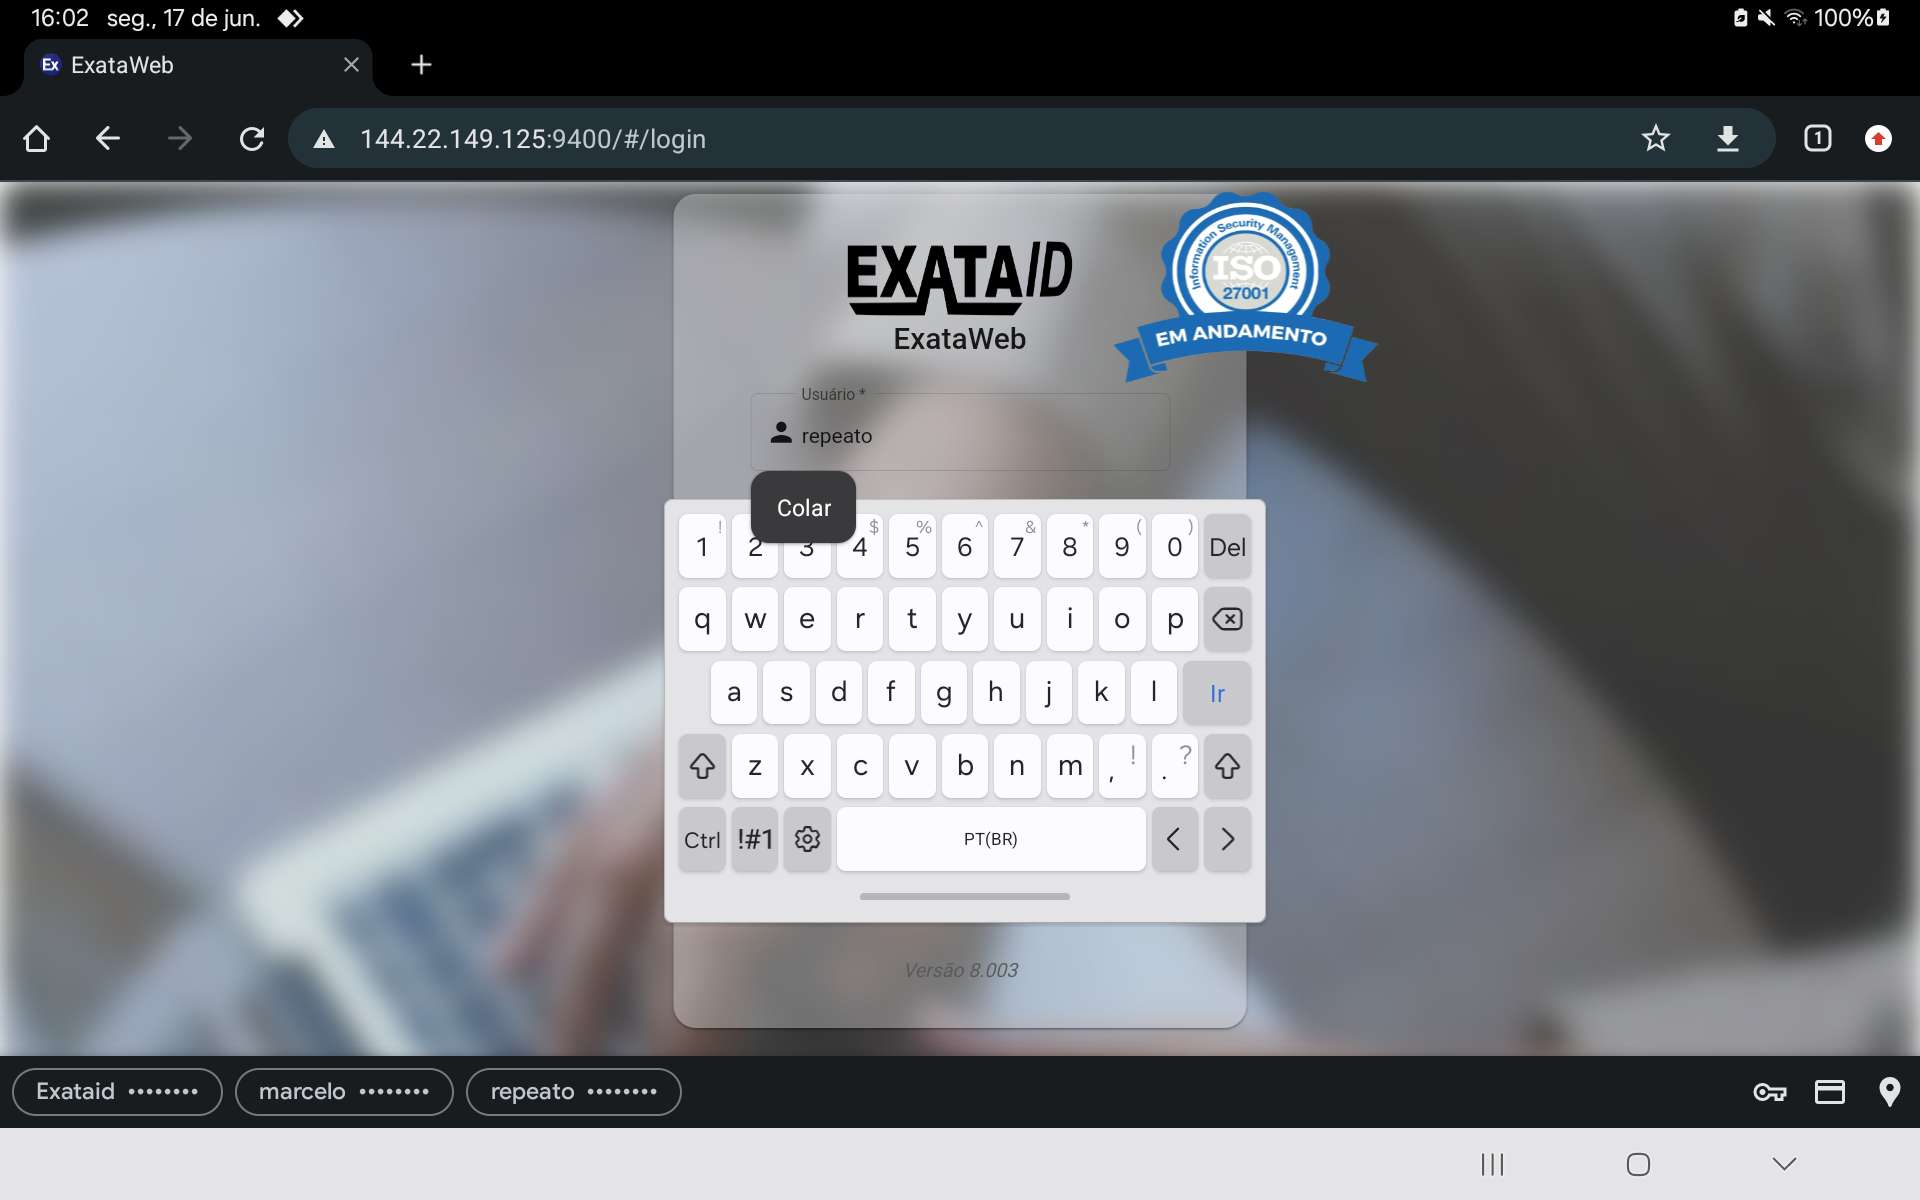 16:02 seg., 17 de jun.
100%
Ex ExataWeb
144.22.149.125:9400/#/login
1
EXATAID
ExataWeb
Information Security Management
ISO
27001
EM ANDAMENTO
Usuário *
repeato
Colar
! $ % ^ & * ( )
1 2 3 4 5 6 7 8 9 0 Del
q w e r t y u i o p
a s d f g h j k l Ir
z x c v b n m , ! . ?
Ctrl !#1 PT(BR) < >
Versão 8.003
Exataid •••••••• marcelo •••••••• repeato ••••••••